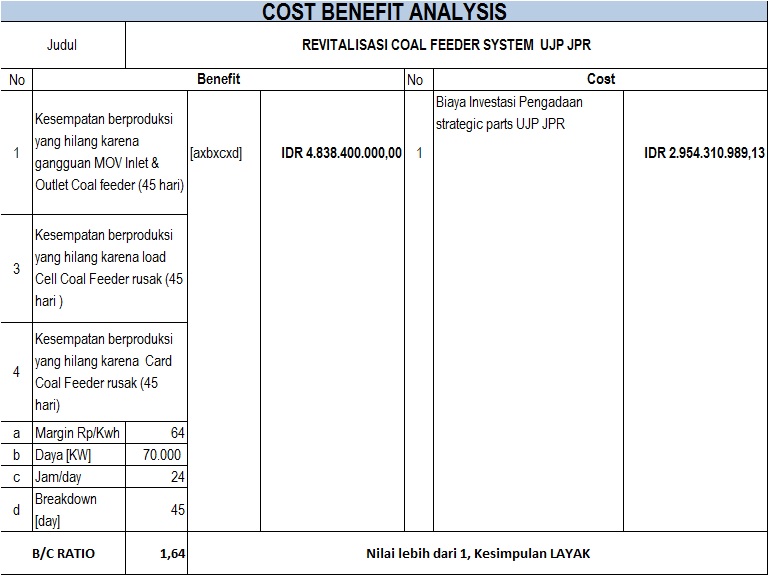 COST BENEFIT ANALYSIS
Judul
REVITALISASI COAL FEEDER SYSTEM UJP JPR
No
Benefit
No
Cost
1
Kesempatan berproduksi
yang hilang karena
gangguan MOV Inlet &
Outlet Coal feeder (45 hari)
[axbxcxd]
IDR 4.838.400.000,00
1
Biaya Investasi Pengadaan
strategic parts UJP JPR
IDR 2.954.310.989,13
3
Kesempatan berproduksi
yang hilang karena load
Cell Coal Feeder rusak (45
hari )
4
Kesempatan berproduksi
yang hilang karena Card
Coal Feeder rusak (45
hari)
a
Margin Rp/Kwh
64
b
Daya [KW]
70.000
c
Jam/day
24
d
Breakdown
[day]
45
B/C RATIO
1,64
Nilai lebih dari 1, Kesimpulan LAYAK